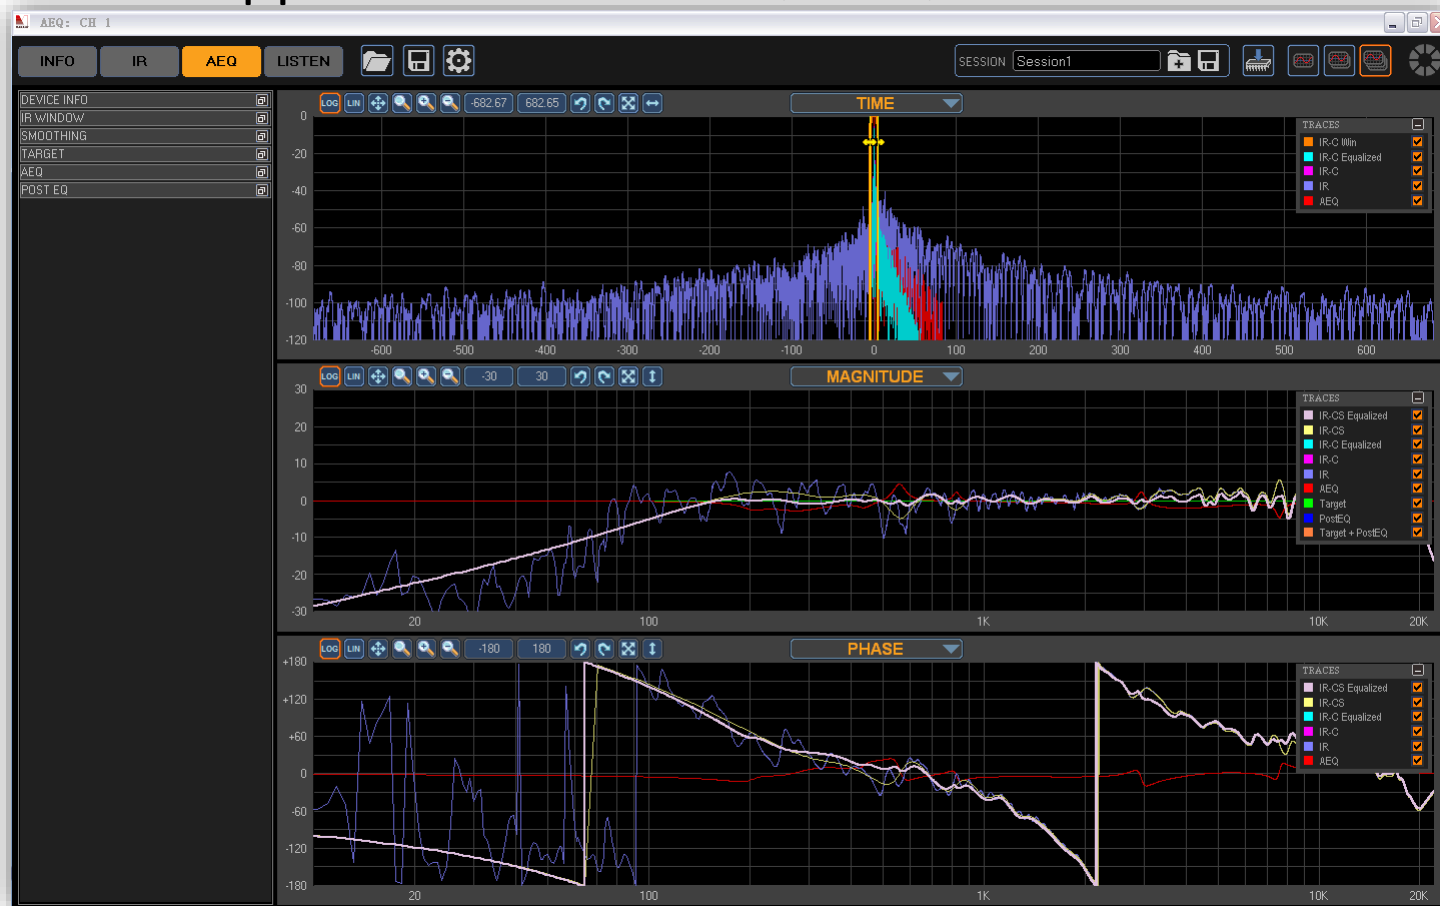 AEQ: CH 1
INFO IR AEQ LISTEN SESSION Session1
DEVICE INFO
IR WINDOW
SMOOTHING
TARGET
AEQ
POST EQ
LOG LIN -682.67 682.65 TIME
TRACES
IR-C Win
IR-C Equalized
IR-C
IR
AEQ
0
-20
-40
-60
-80
-100
-120
-600 -500 -400 -300 -200 -100 0 100 200 300 400 500 600
LOG LIN -30 30 MAGNITUDE
TRACES
IR-CS Equalized
IR-CS
IR-C Equalized
IR-C
IR
AEQ
Target
PostEQ
Target + PostEQ
30
20
10
0
-10
-20
-30
20 100 1K 10K 20K
LOG LIN -180 180 PHASE
TRACES
IR-CS Equalized
IR-CS
IR-C Equalized
IR-C
IR
AEQ
+180
+120
+60
0
-60
-120
-180
20 100 1K 10K 20K